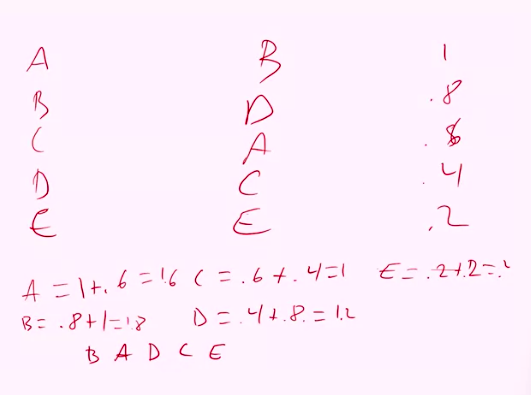 A B 1
B D .8
C A .6
D C .4
E E .2
A = 1+.6 = 1.6 C = .6+.4=1 E = .2+.2=.
B = .8+1=1.8 D = .4+.8.=1.2
B A D C E